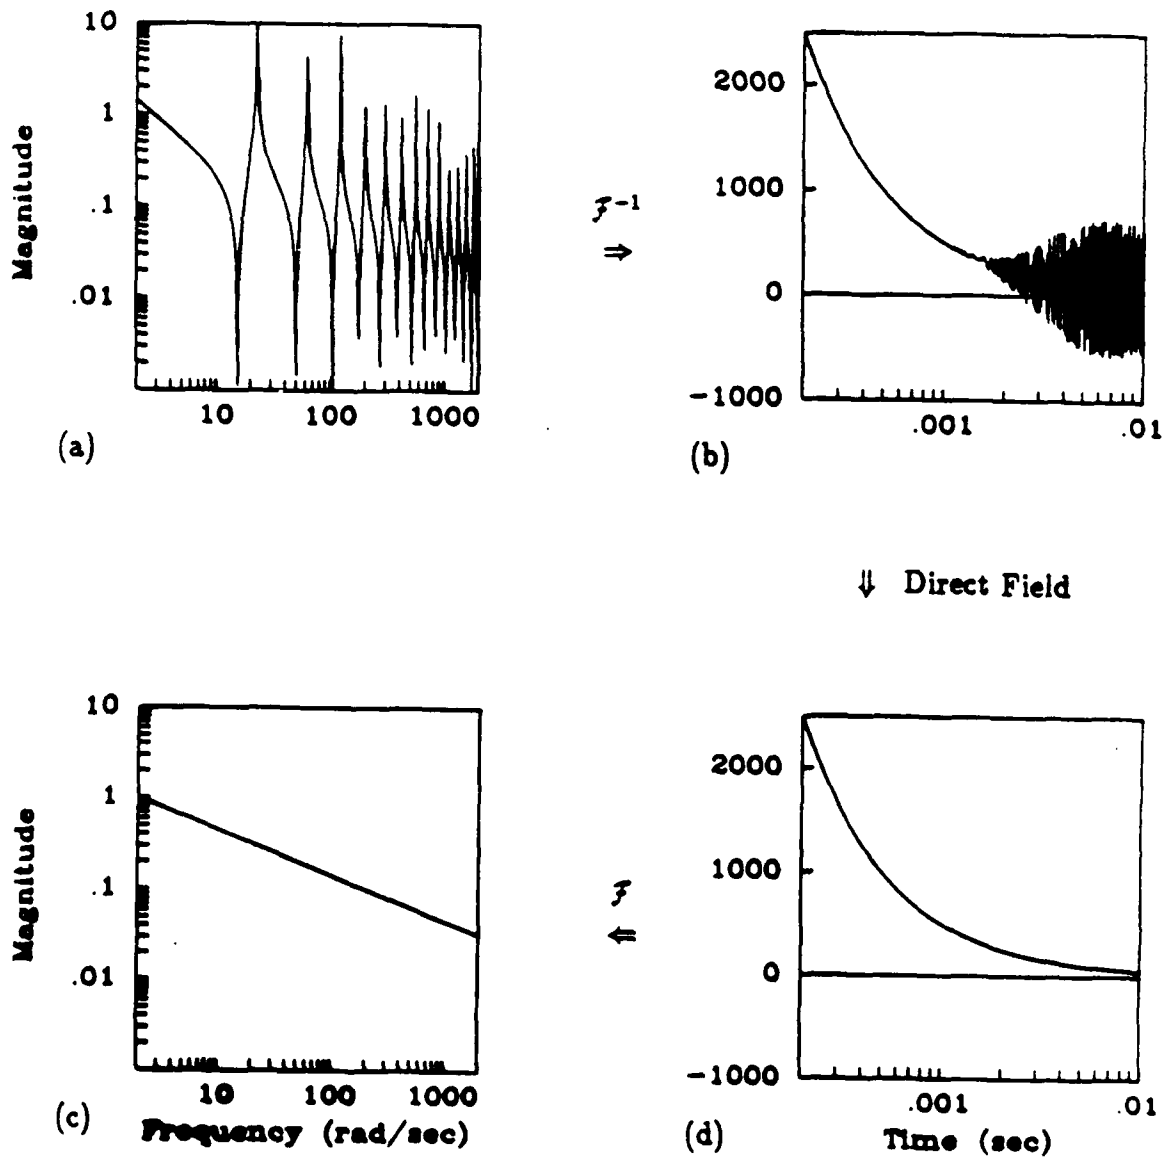 10
1
.1
.01
Magnitude
10 100 1000
(a)
ℱ⁻¹
⇒
2000
1000
0
-1000
.001 .01
(b)
⇓ Direct Field
10
1
.1
.01
Magnitude
10 100 1000
(c) Frequency (rad/sec)
ℱ
⇐
2000
1000
0
-1000
.001 .01
(d) Time (sec)